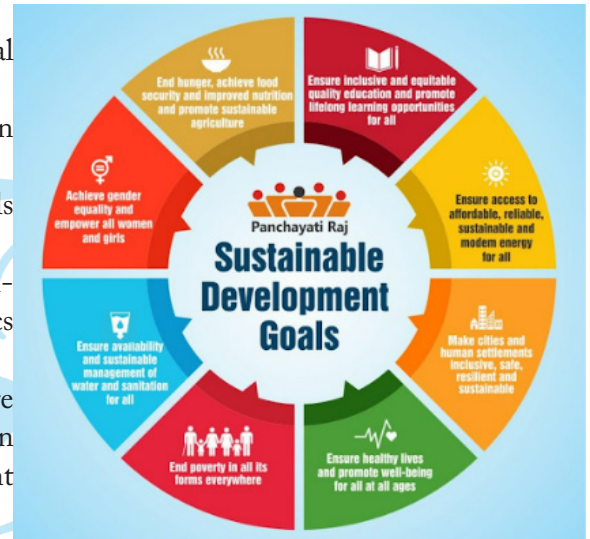 End hunger, achieve food
security and improved nutrition
and promote sustainable
agriculture
Ensure inclusive and equitable
quality education and promote
lifelong learning opportunities
for all
Ensure access to
affordable, reliable,
sustainable and
modem energy
for all
Make cities and
human settlements
inclusive, safe,
resilient and
sustainable
Ensure healthy lives
and promote well-being
for all at all ages
End poverty in all its
forms everywhere
Ensure availability
and sustainable
management of
water and sanitation
for all
Achieve gender
equality and
empower all women
and girls
Panchayati Raj
Sustainable
Development
Goals